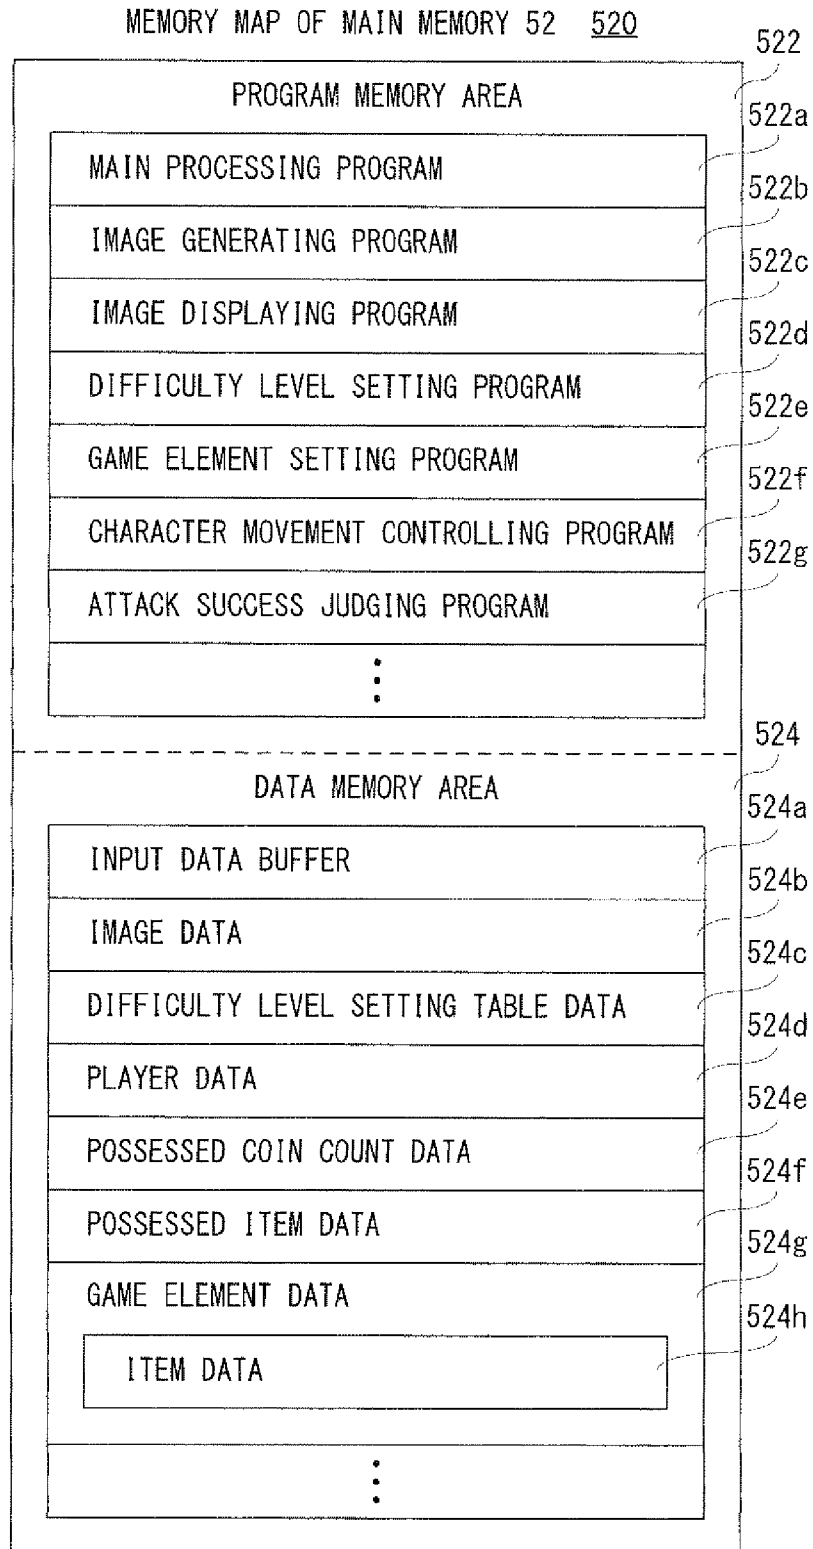 MEMORY MAP OF MAIN MEMORY 52 520
522
PROGRAM MEMORY AREA
522a
MAIN PROCESSING PROGRAM
522b
IMAGE GENERATING PROGRAM
522c
IMAGE DISPLAYING PROGRAM
522d
DIFFICULTY LEVEL SETTING PROGRAM
522e
GAME ELEMENT SETTING PROGRAM
522f
CHARACTER MOVEMENT CONTROLLING PROGRAM
522g
ATTACK SUCCESS JUDGING PROGRAM
524
DATA MEMORY AREA
524a
INPUT DATA BUFFER
524b
IMAGE DATA
524c
DIFFICULTY LEVEL SETTING TABLE DATA
524d
PLAYER DATA
524e
POSSESSED COIN COUNT DATA
524f
POSSESSED ITEM DATA
524g
GAME ELEMENT DATA
524h
ITEM DATA